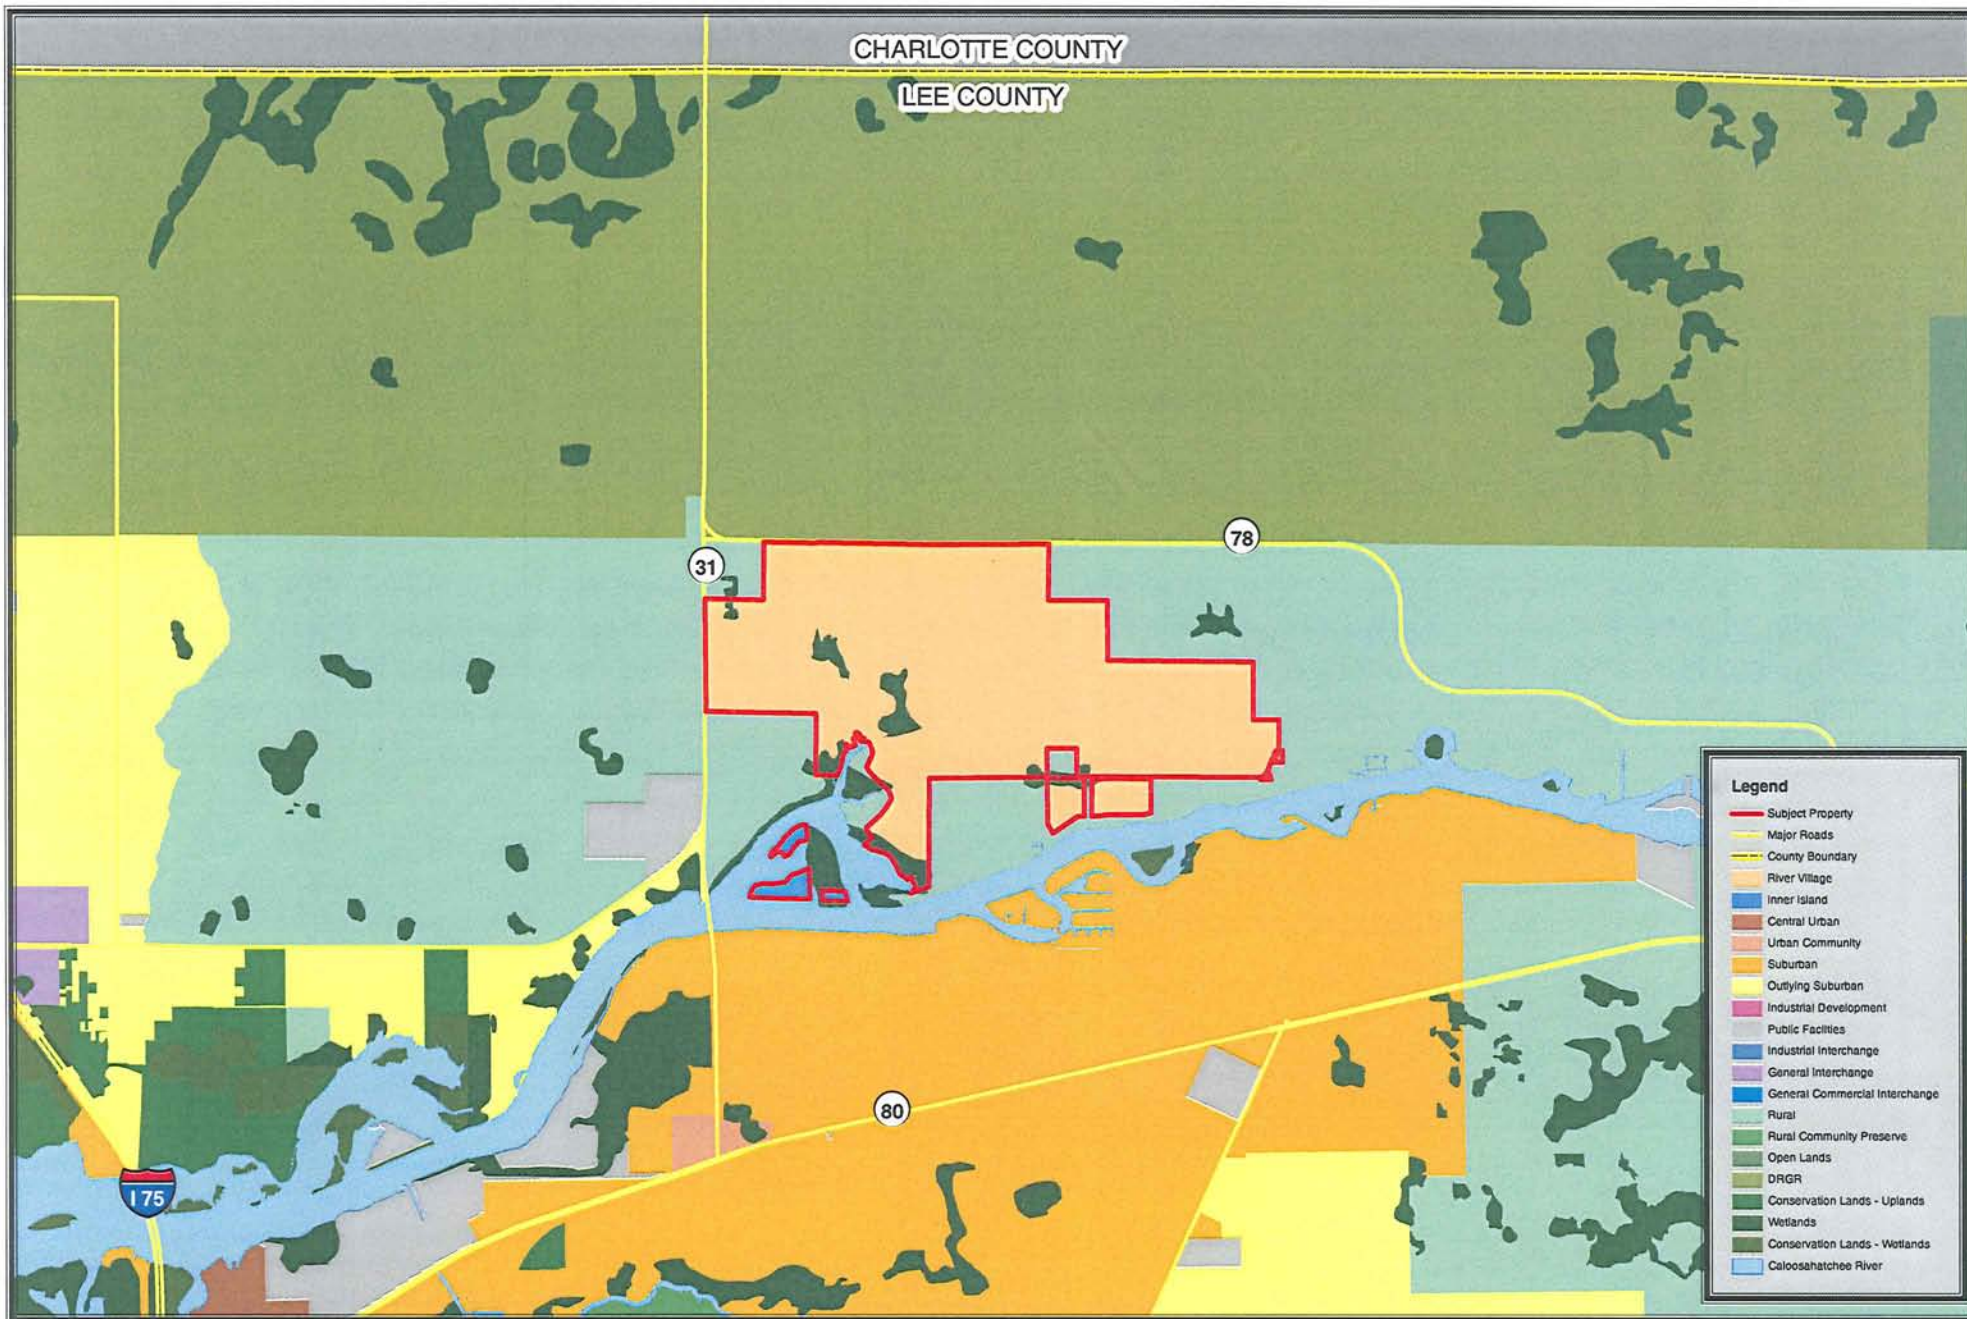 CHARLOTTE COUNTY
LEE COUNTY
78
31
80
I 75
Legend
Subject Property
Major Roads
County Boundary
River Village
Inner Island
Central Urban
Urban Community
Suburban
Outlying Suburban
Industrial Development
Public Facilities
Industrial Interchange
General Interchange
General Commercial Interchange
Rural
Rural Community Preserve
Open Lands
DRGR
Conservation Lands - Uplands
Wetlands
Conservation Lands - Wetlands
Caloosahatchee River